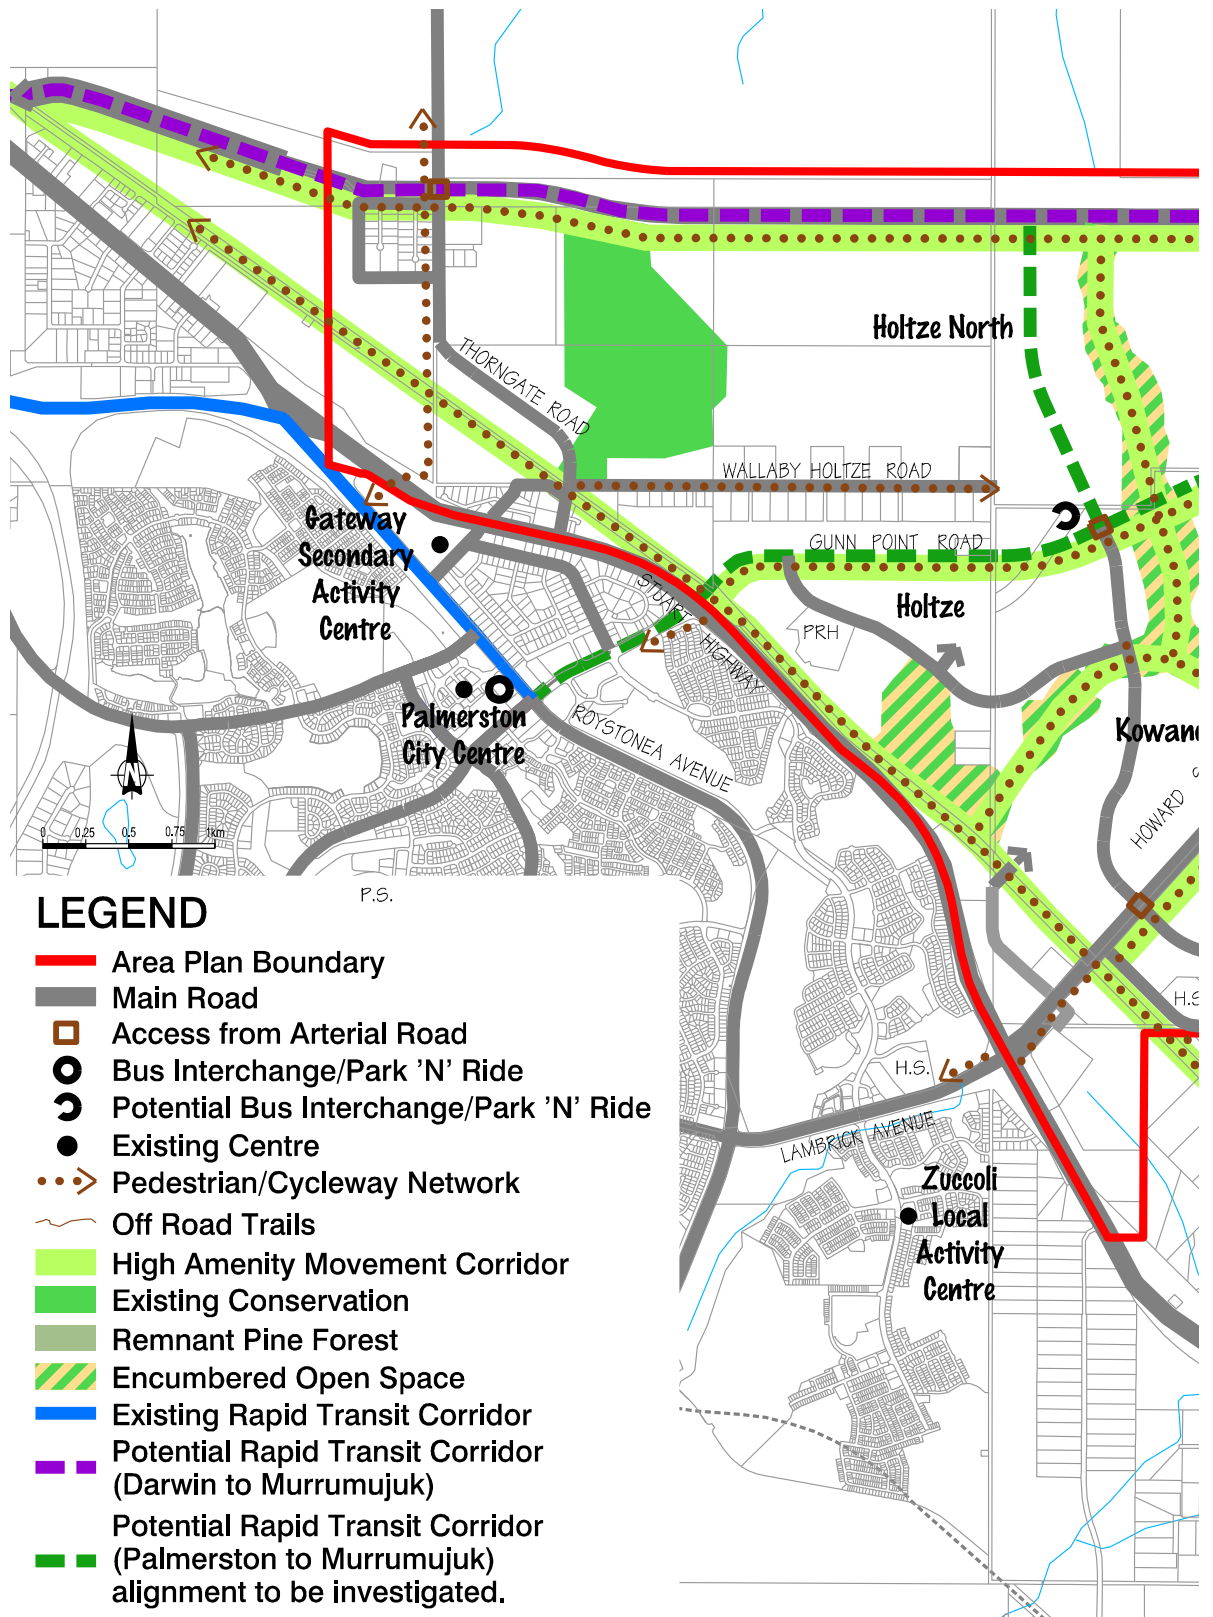 Holtze North
THORNGATE ROAD
WALLABY HOLTZE ROAD
Gateway
Secondary
Activity
Centre
GUNN POINT ROAD
STUART HIGHWAY
Holtze
PRH
Palmerston
City Centre
ROYSTONEA AVENUE
Kowan
HOWARD
N
0 0.25 0.5 0.75 1km
P.S.
H.S
H.S.
LAMBRICK AVENUE
Zuccoli
Local
Activity
Centre
LEGEND
Area Plan Boundary
Main Road
Access from Arterial Road
Bus Interchange/Park 'N' Ride
Potential Bus Interchange/Park 'N' Ride
Existing Centre
Pedestrian/Cycleway Network
Off Road Trails
High Amenity Movement Corridor
Existing Conservation
Remnant Pine Forest
Encumbered Open Space
Existing Rapid Transit Corridor
Potential Rapid Transit Corridor
(Darwin to Murrumujuk)
Potential Rapid Transit Corridor
(Palmerston to Murrumujuk)
alignment to be investigated.